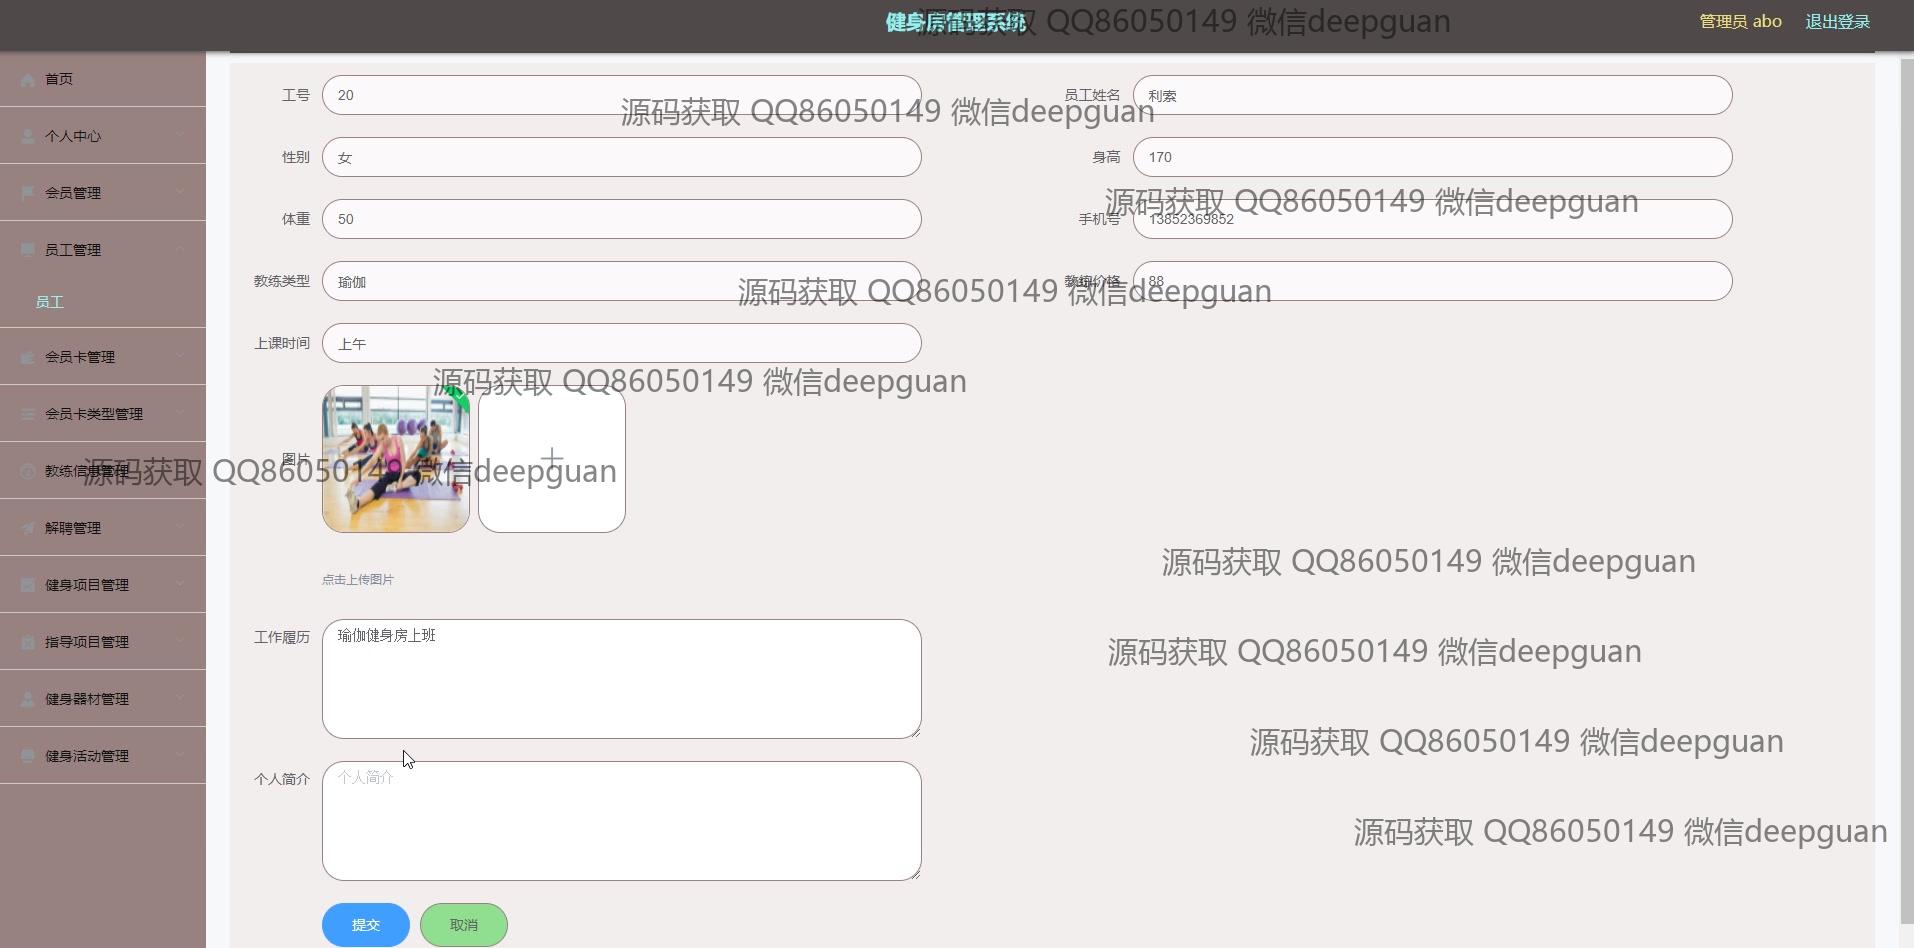 健身房管理系统
源码获取 QQ86050149 微信deepguan
管理员 abo
退出登录
首页
个人中心
会员管理
员工管理
员工
会员卡管理
会员卡类型管理
教练信息管理
解聘管理
健身项目管理
指导项目管理
健身器材管理
健身活动管理
工号 20
员工姓名 利索
源码获取 QQ86050149 微信deepguan
性别 女
身高 170
源码获取 QQ86050149 微信deepguan
体重 50
手机号 13852369852
教练类型 瑜伽
教练价格 88
源码获取 QQ86050149 微信deepguan
上课时间 上午
源码获取 QQ86050149 微信deepguan
图片
源码获取 QQ86050149 微信deepguan
源码获取 QQ86050149 微信deepguan
点击上传图片
工作履历 瑜伽健身房上班
源码获取 QQ86050149 微信deepguan
源码获取 QQ86050149 微信deepguan
个人简介 个人简介
源码获取 QQ86050149 微信deepguan
提交
取消